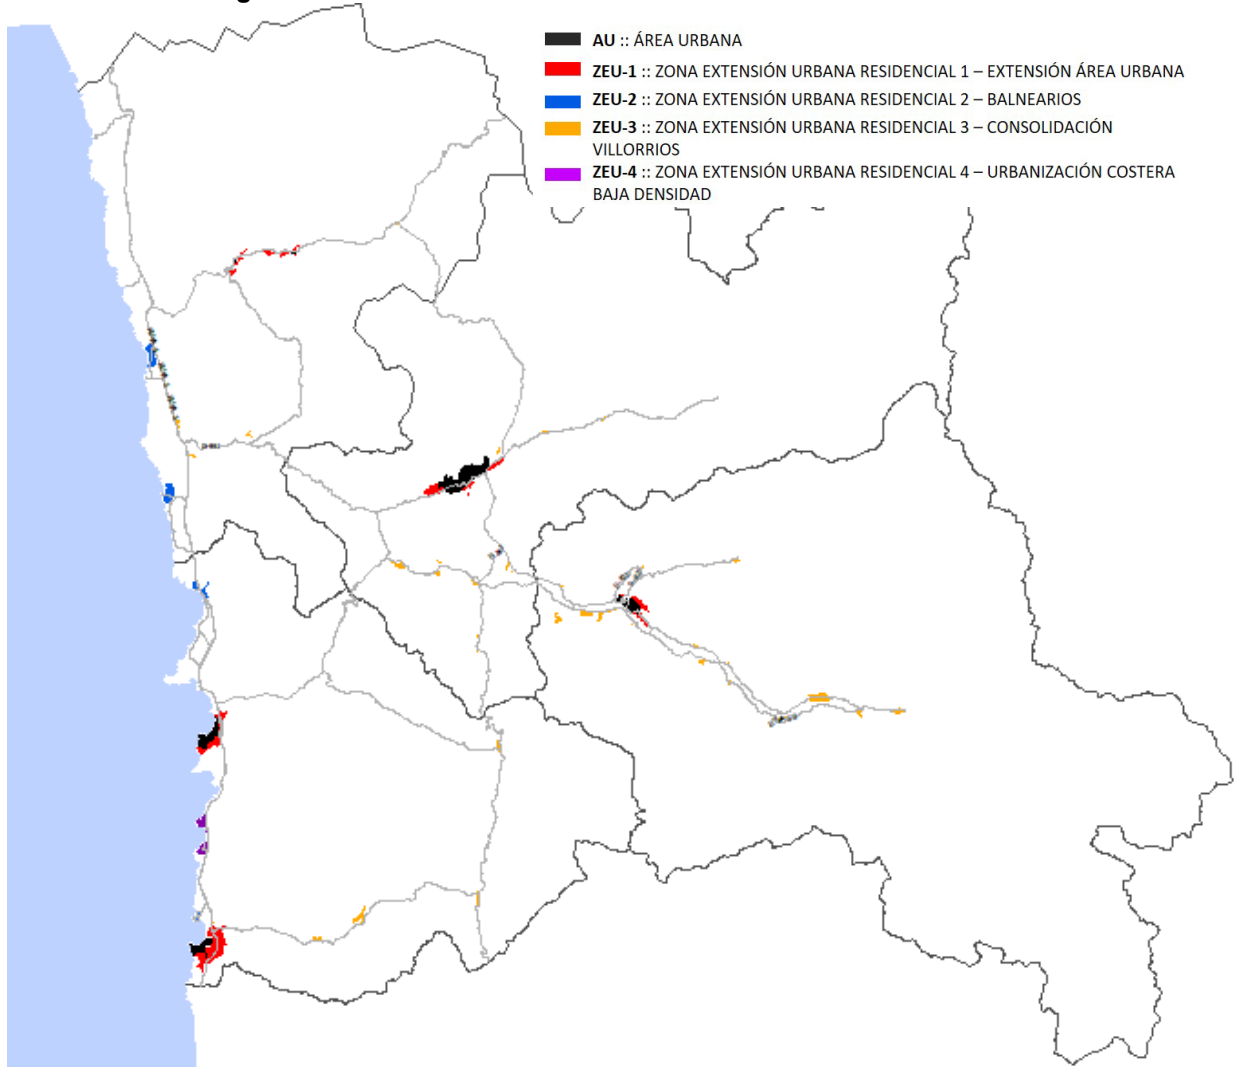 AU :: ÁREA URBANA
ZEU-1 :: ZONA EXTENSIÓN URBANA RESIDENCIAL 1 – EXTENSIÓN ÁREA URBANA
ZEU-2 :: ZONA EXTENSIÓN URBANA RESIDENCIAL 2 – BALNEARIOS
ZEU-3 :: ZONA EXTENSIÓN URBANA RESIDENCIAL 3 – CONSOLIDACIÓN
VILLORRIOS
ZEU-4 :: ZONA EXTENSIÓN URBANA RESIDENCIAL 4 – URBANIZACIÓN COSTERA
BAJA DENSIDAD